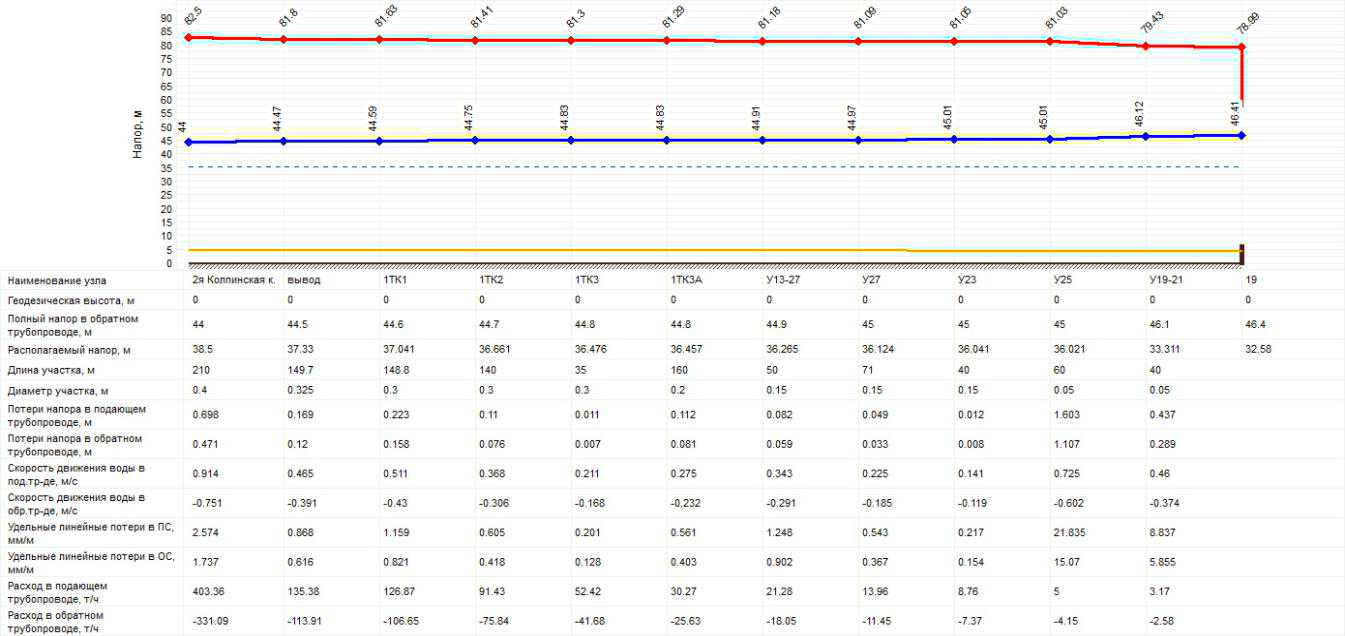 82.5 81.8 81.63 81.41 81.3 81.29 81.18 81.09 81.05 81.03 79.43 78.99
90
85
80
75
70
65
60
55
50
45
40
35
30
25
20
15
10
5
0
Напор, м
44 44.47 44.59 44.75 44.83 44.83 44.91 44.97 45.01 45.01 46.12 46.41
Наименование узла 2я Колпинская к. вывод 1ТК1 1ТК2 1ТК3 1ТК3А У13-27 У27 У23 У25 У19-21 19
Геодезическая высота, м 0 0 0 0 0 0 0 0 0 0 0 0
Полный напор в обратном
трубопроводе, м 44 44.5 44.6 44.7 44.8 44.8 44.9 45 45 45 46.1 46.4
Располагаемый напор, м 38.5 37.33 37.041 36.661 36.476 36.457 36.265 36.124 36.041 36.021 33.311 32.58
Длина участка, м 210 149.7 148.8 140 35 160 50 71 40 60 40
Диаметр участка, м 0.4 0.325 0.3 0.3 0.3 0.2 0.15 0.15 0.15 0.05 0.05
Потери напора в подающем
трубопроводе, м 0.698 0.169 0.223 0.11 0.011 0.112 0.082 0.049 0.012 1.603 0.437
Потери напора в обратном
трубопроводе, м 0.471 0.12 0.158 0.076 0.007 0.081 0.059 0.033 0.008 1.107 0.289
Скорость движения воды в
под.тр-де, м/с 0.914 0.465 0.511 0.368 0.211 0.275 0.343 0.225 0.141 0.725 0.46
Скорость движения воды в
обр.тр-де, м/с -0.751 -0.391 -0.43 -0.306 -0.168 -0.232 -0.291 -0.185 -0.119 -0.602 -0.374
Удельные линейные потери в ПС,
мм/м 2.574 0.868 1.159 0.605 0.201 0.561 1.248 0.543 0.217 21.835 8.837
Удельные линейные потери в ОС,
мм/м 1.737 0.616 0.821 0.418 0.128 0.403 0.902 0.367 0.154 15.07 5.855
Расход в подающем
трубопроводе, т/ч 403.36 135.38 126.87 91.43 52.42 30.27 21.28 13.96 8.76 5 3.17
Расход в обратном
трубопроводе, т/ч -331.09 -113.91 -106.65 -75.84 -41.68 -25.63 -18.05 -11.45 -7.37 -4.15 -2.58